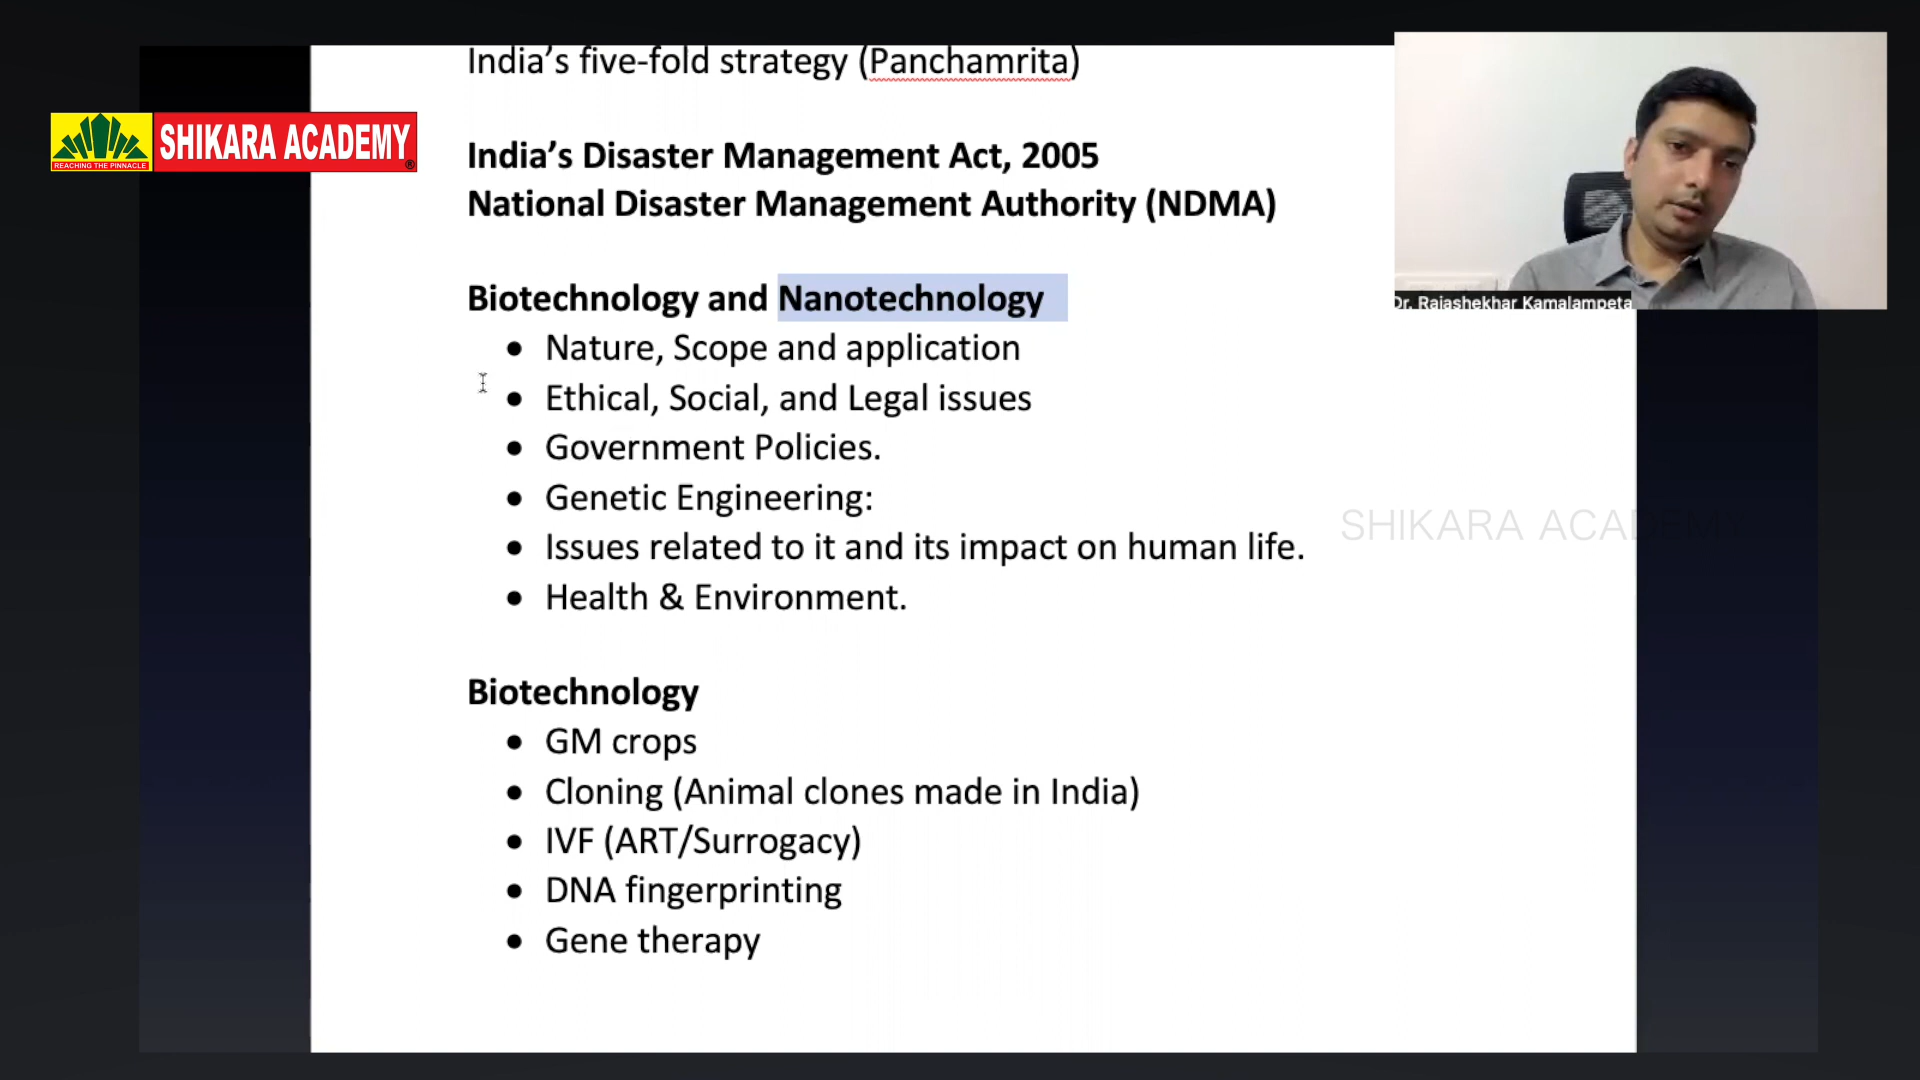 India's five-fold strategy (Panchamrita)
SHIKARA ACADEMY
REACHING THE PINNACLE
India's Disaster Management Act, 2005
National Disaster Management Authority (NDMA)
Biotechnology and Nanotechnology
• Nature, Scope and application
• Ethical, Social, and Legal issues
• Government Policies.
• Genetic Engineering:
• Issues related to it and its impact on human life.
• Health & Environment.
Biotechnology
• GM crops
• Cloning (Animal clones made in India)
• IVF (ART/Surrogacy)
• DNA fingerprinting
• Gene therapy
Dr. Rajashekhar Kamalampeta
SHIKARA ACADEMY